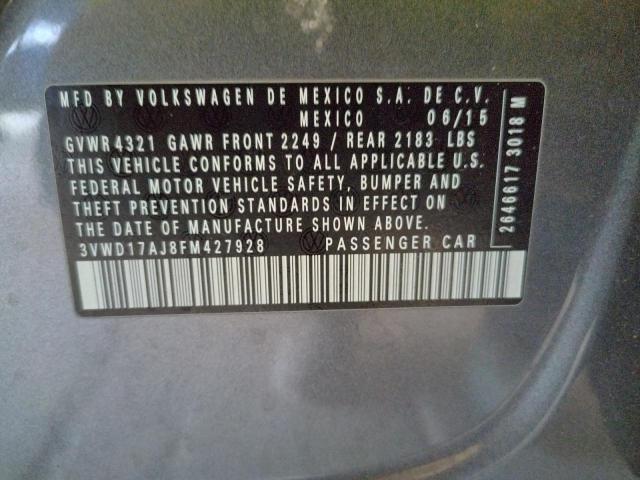 MFD BY VOLKSWAGEN DE MEXICO S.A. DE C.V.
MEXICO 06/15
GVWR 4321 GAWR FRONT 2249 / REAR 2183 LBS
THIS VEHICLE CONFORMS TO ALL APPLICABLE U.S.
FEDERAL MOTOR VEHICLE SAFETY, BUMPER AND
THEFT PREVENTION STANDARDS IN EFFECT ON
THE DATE OF MANUFACTURE SHOWN ABOVE.
3VWD17AJ8FM427928 PASSENGER CAR
2646617 3018 M